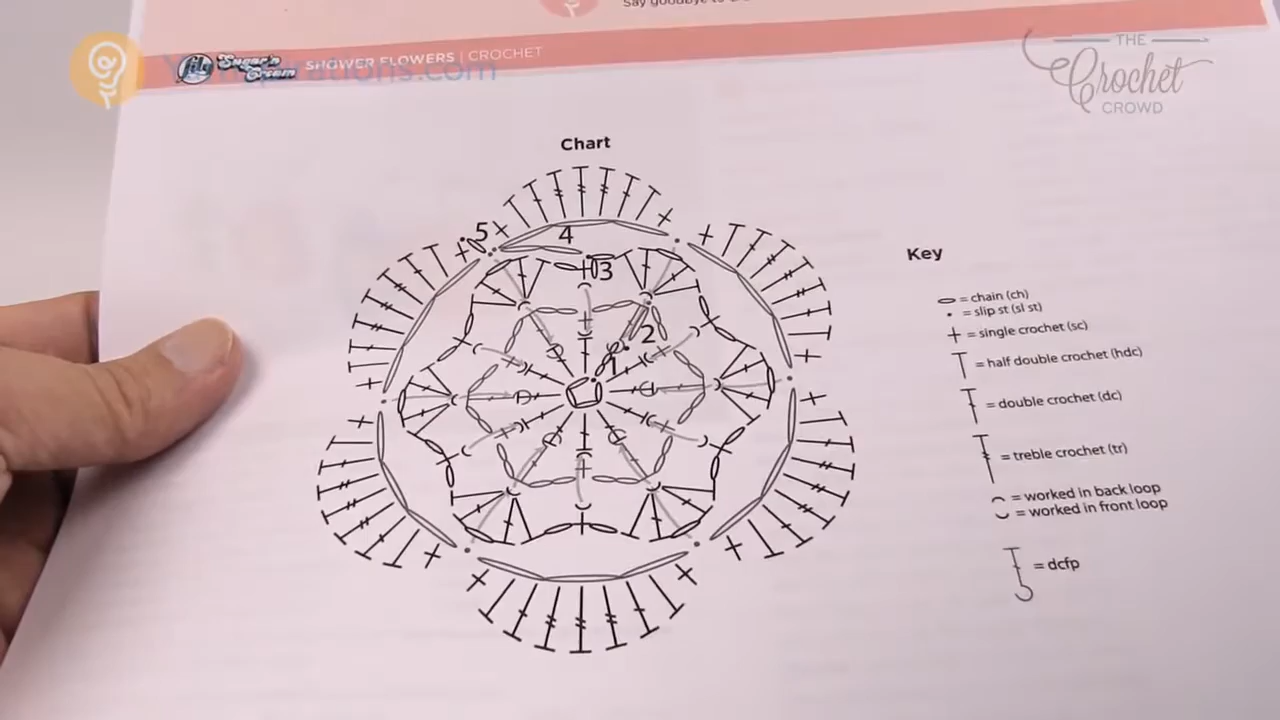 Say goodbye to
Lily Sugar'n Cream SHOWER FLOWERS | CROCHET
Yarnspirations.com
THE
Crochet
CROWD
Chart
5
4
3
2
1
Key
= chain (ch)
= slip st (sl st)
= single crochet (sc)
= half double crochet (hdc)
= double crochet (dc)
= treble crochet (tr)
= worked in back loop
= worked in front loop
= dcfp